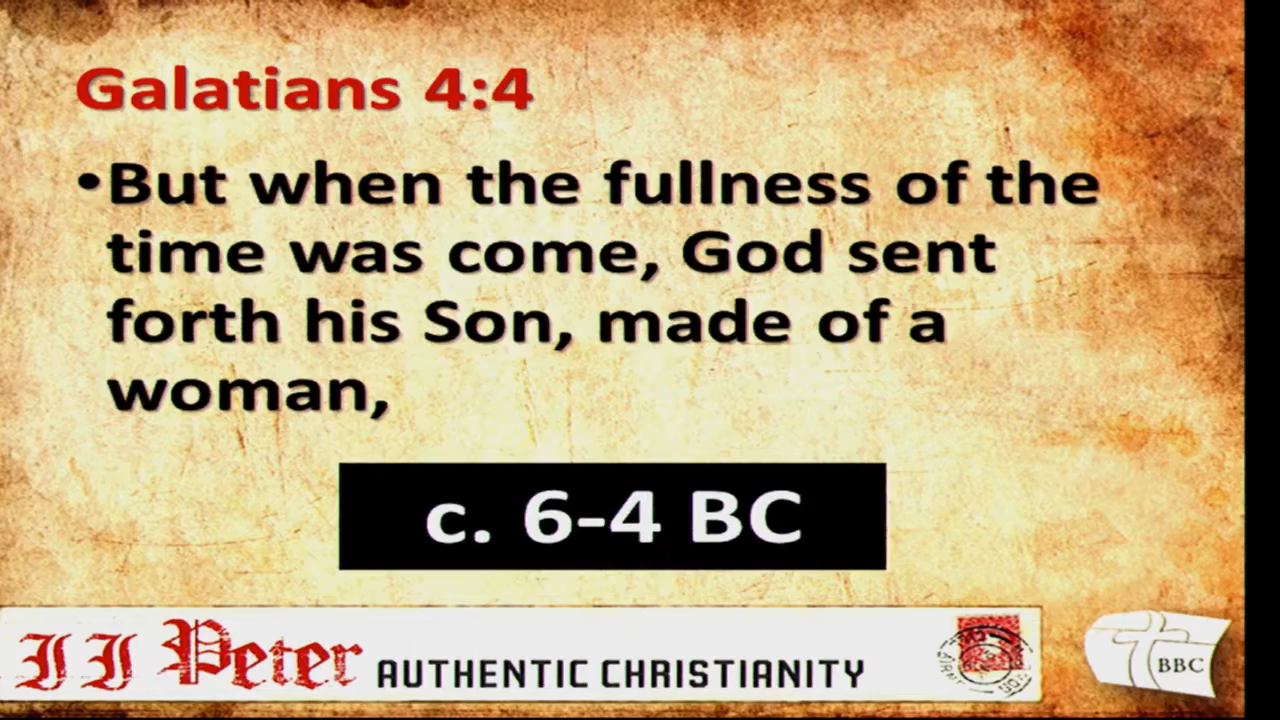 Galatians 4:4
•But when the fullness of the
time was come, God sent
forth his Son, made of a
woman,
c. 6-4 BC
II Peter AUTHENTIC CHRISTIANITY
BBC